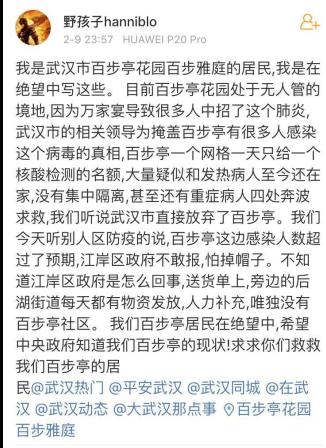 野孩子hanniblo
2-9 23:57 HUAWEI P20 Pro
我是武汉市百步亭花园百步雅庭的居民,我是在
绝望中写这些。 目前百步亭花园处于无人管的
境地,因为万家宴导致很多人中招了这个肺炎,
武汉市的相关领导为掩盖百步亭有很多人感染
这个病毒的真相,百步亭一个网格一天只给一个
核酸检测的名额,大量疑似和发热病人至今还在
家,没有集中隔离,甚至还有重症病人四处奔波
求救,我们听说武汉市直接放弃了百步亭。我们
今天听别人区防疫的说,百步亭这边感染人数超
过了预期,江岸区政府不敢报,怕掉帽子。不知
道江岸区政府是怎么回事,送货单上,旁边的后
湖街道每天都有物资发放,人力补充,唯独没有
百步亭社区。 我们百步亭居民在绝望中,希望
中央政府知道我们百步亭的现状!求求你们救救
我们百步亭的居
民@武汉热门 @平安武汉 @武汉同城 @在武
汉 @武汉动态 @大武汉那点事 百步亭花园
百步雅庭